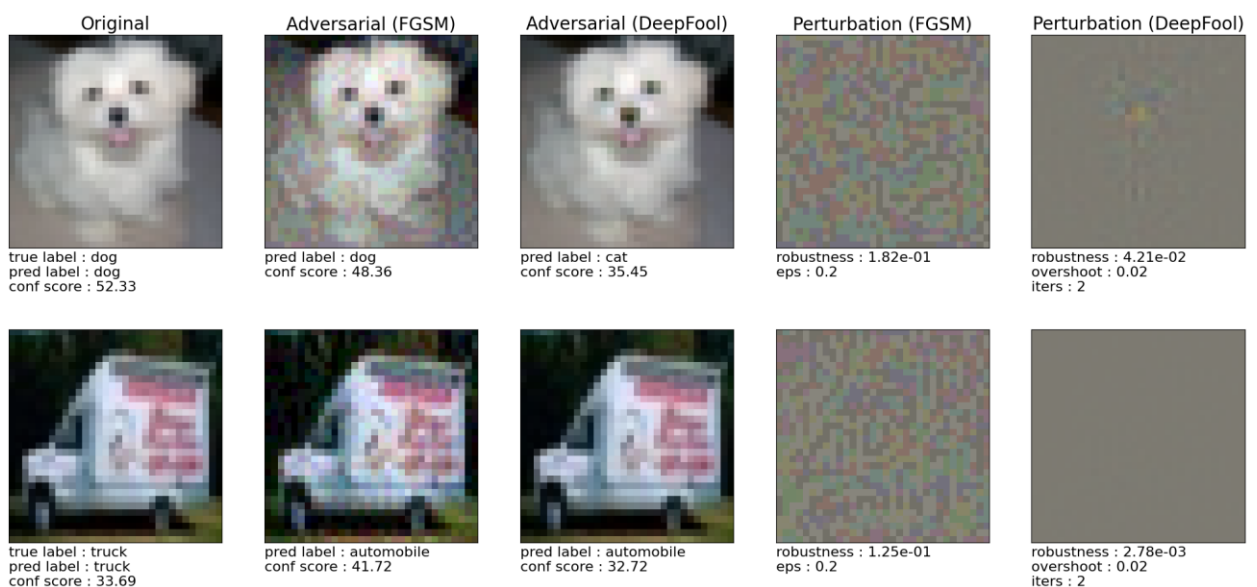 Original
Adversarial (FGSM)
Adversarial (DeepFool)
Perturbation (FGSM)
Perturbation (DeepFool)
true label : dog
pred label : dog
conf score : 52.33
pred label : dog
conf score : 48.36
pred label : cat
conf score : 35.45
robustness : 1.82e-01
eps : 0.2
robustness : 4.21e-02
overshoot : 0.02
iters : 2
true label : truck
pred label : truck
conf score : 33.69
pred label : automobile
conf score : 41.72
pred label : automobile
conf score : 32.72
robustness : 1.25e-01
eps : 0.2
robustness : 2.78e-03
overshoot : 0.02
iters : 2